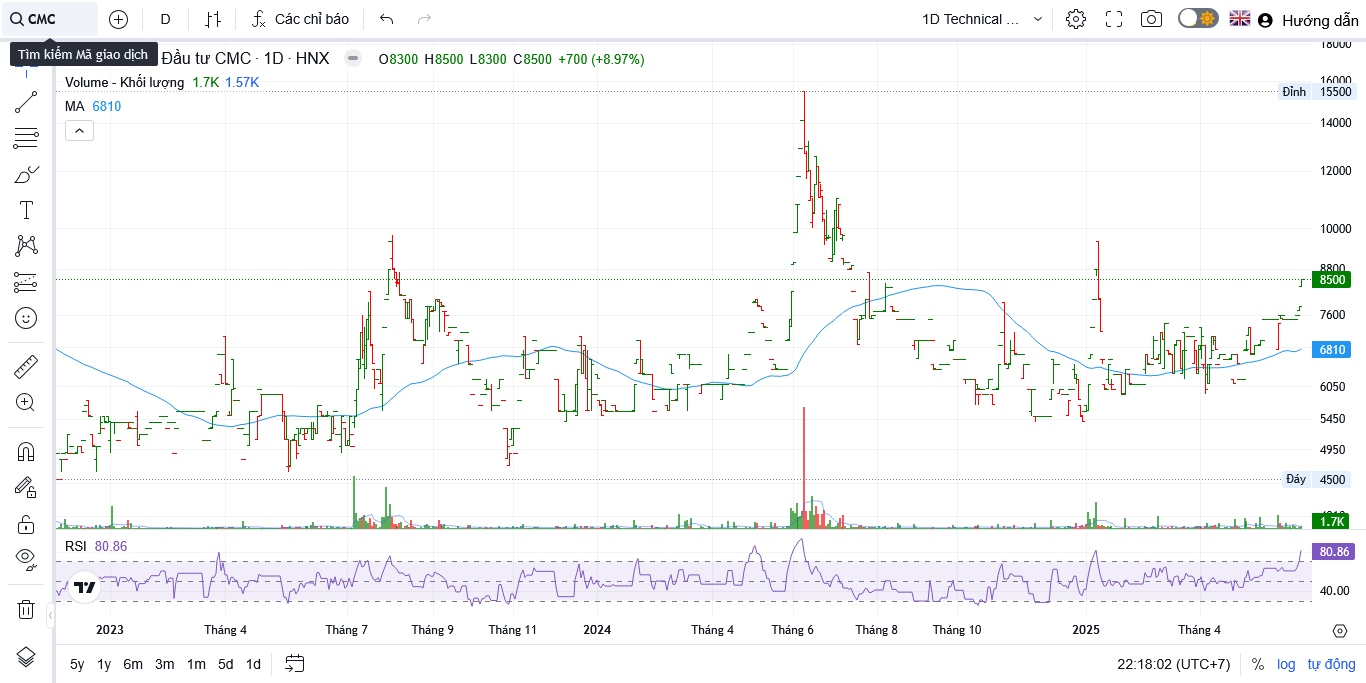 CMC D Các chỉ báo 1D Technical ... Hướng dẫn
Tìm kiếm Mã giao dịch Đầu tư CMC · 1D · HNX O8300 H8500 L8300 C8500 +700 (+8.97%)
Volume - Khối lượng 1.7K 1.57K
MA 6810
18000
16000
Đỉnh 15500
14000
12000
10000
8800
8500
7600
6810
6050
5450
4950
Đáy 4500
1.7K
RSI 80.86
80.86
40.00
2023 Tháng 4 Tháng 7 Tháng 9 Tháng 11 2024 Tháng 4 Tháng 6 Tháng 8 Tháng 10 2025 Tháng 4
5y 1y 6m 3m 1m 5d 1d 22:18:02 (UTC+7) % log tự động